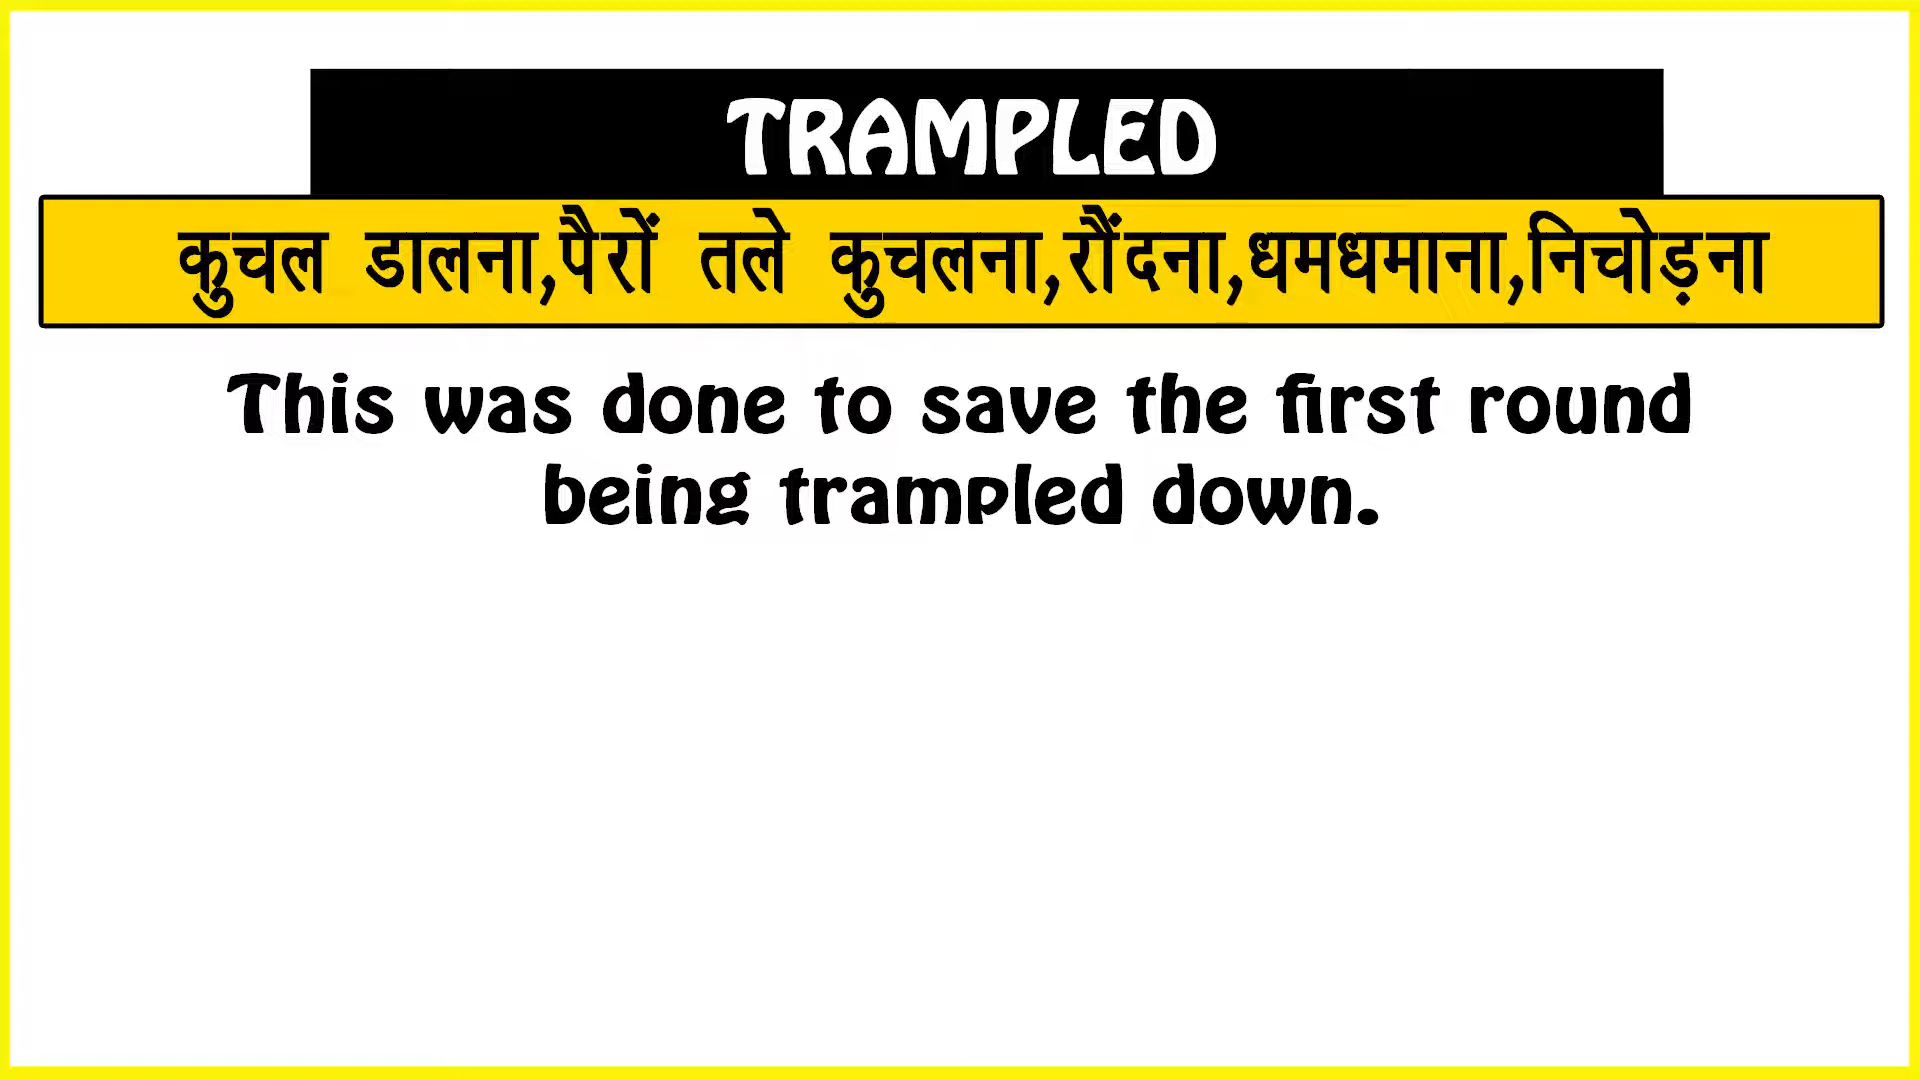 TRAMPLED
कुचल डालना,पैरों तले कुचलना,रौंदना,धमधमाना,निचोड़ना
This was done to save the first round
being trampled down.